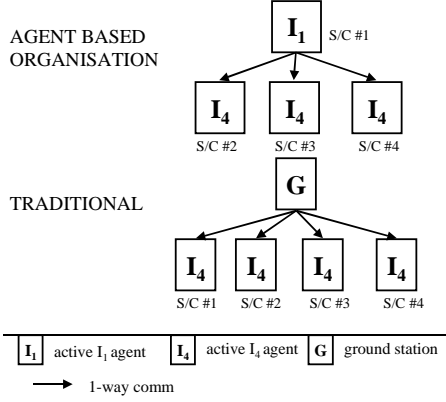 AGENT BASED
ORGANISATION
I1
S/C #1
I4 I4 I4
S/C #2 S/C #3 S/C #4
G
TRADITIONAL
I4 I4 I4 I4
S/C #1 S/C #2 S/C #3 S/C #4
I1 active I1 agent I4 active I4 agent G ground station
1-way comm